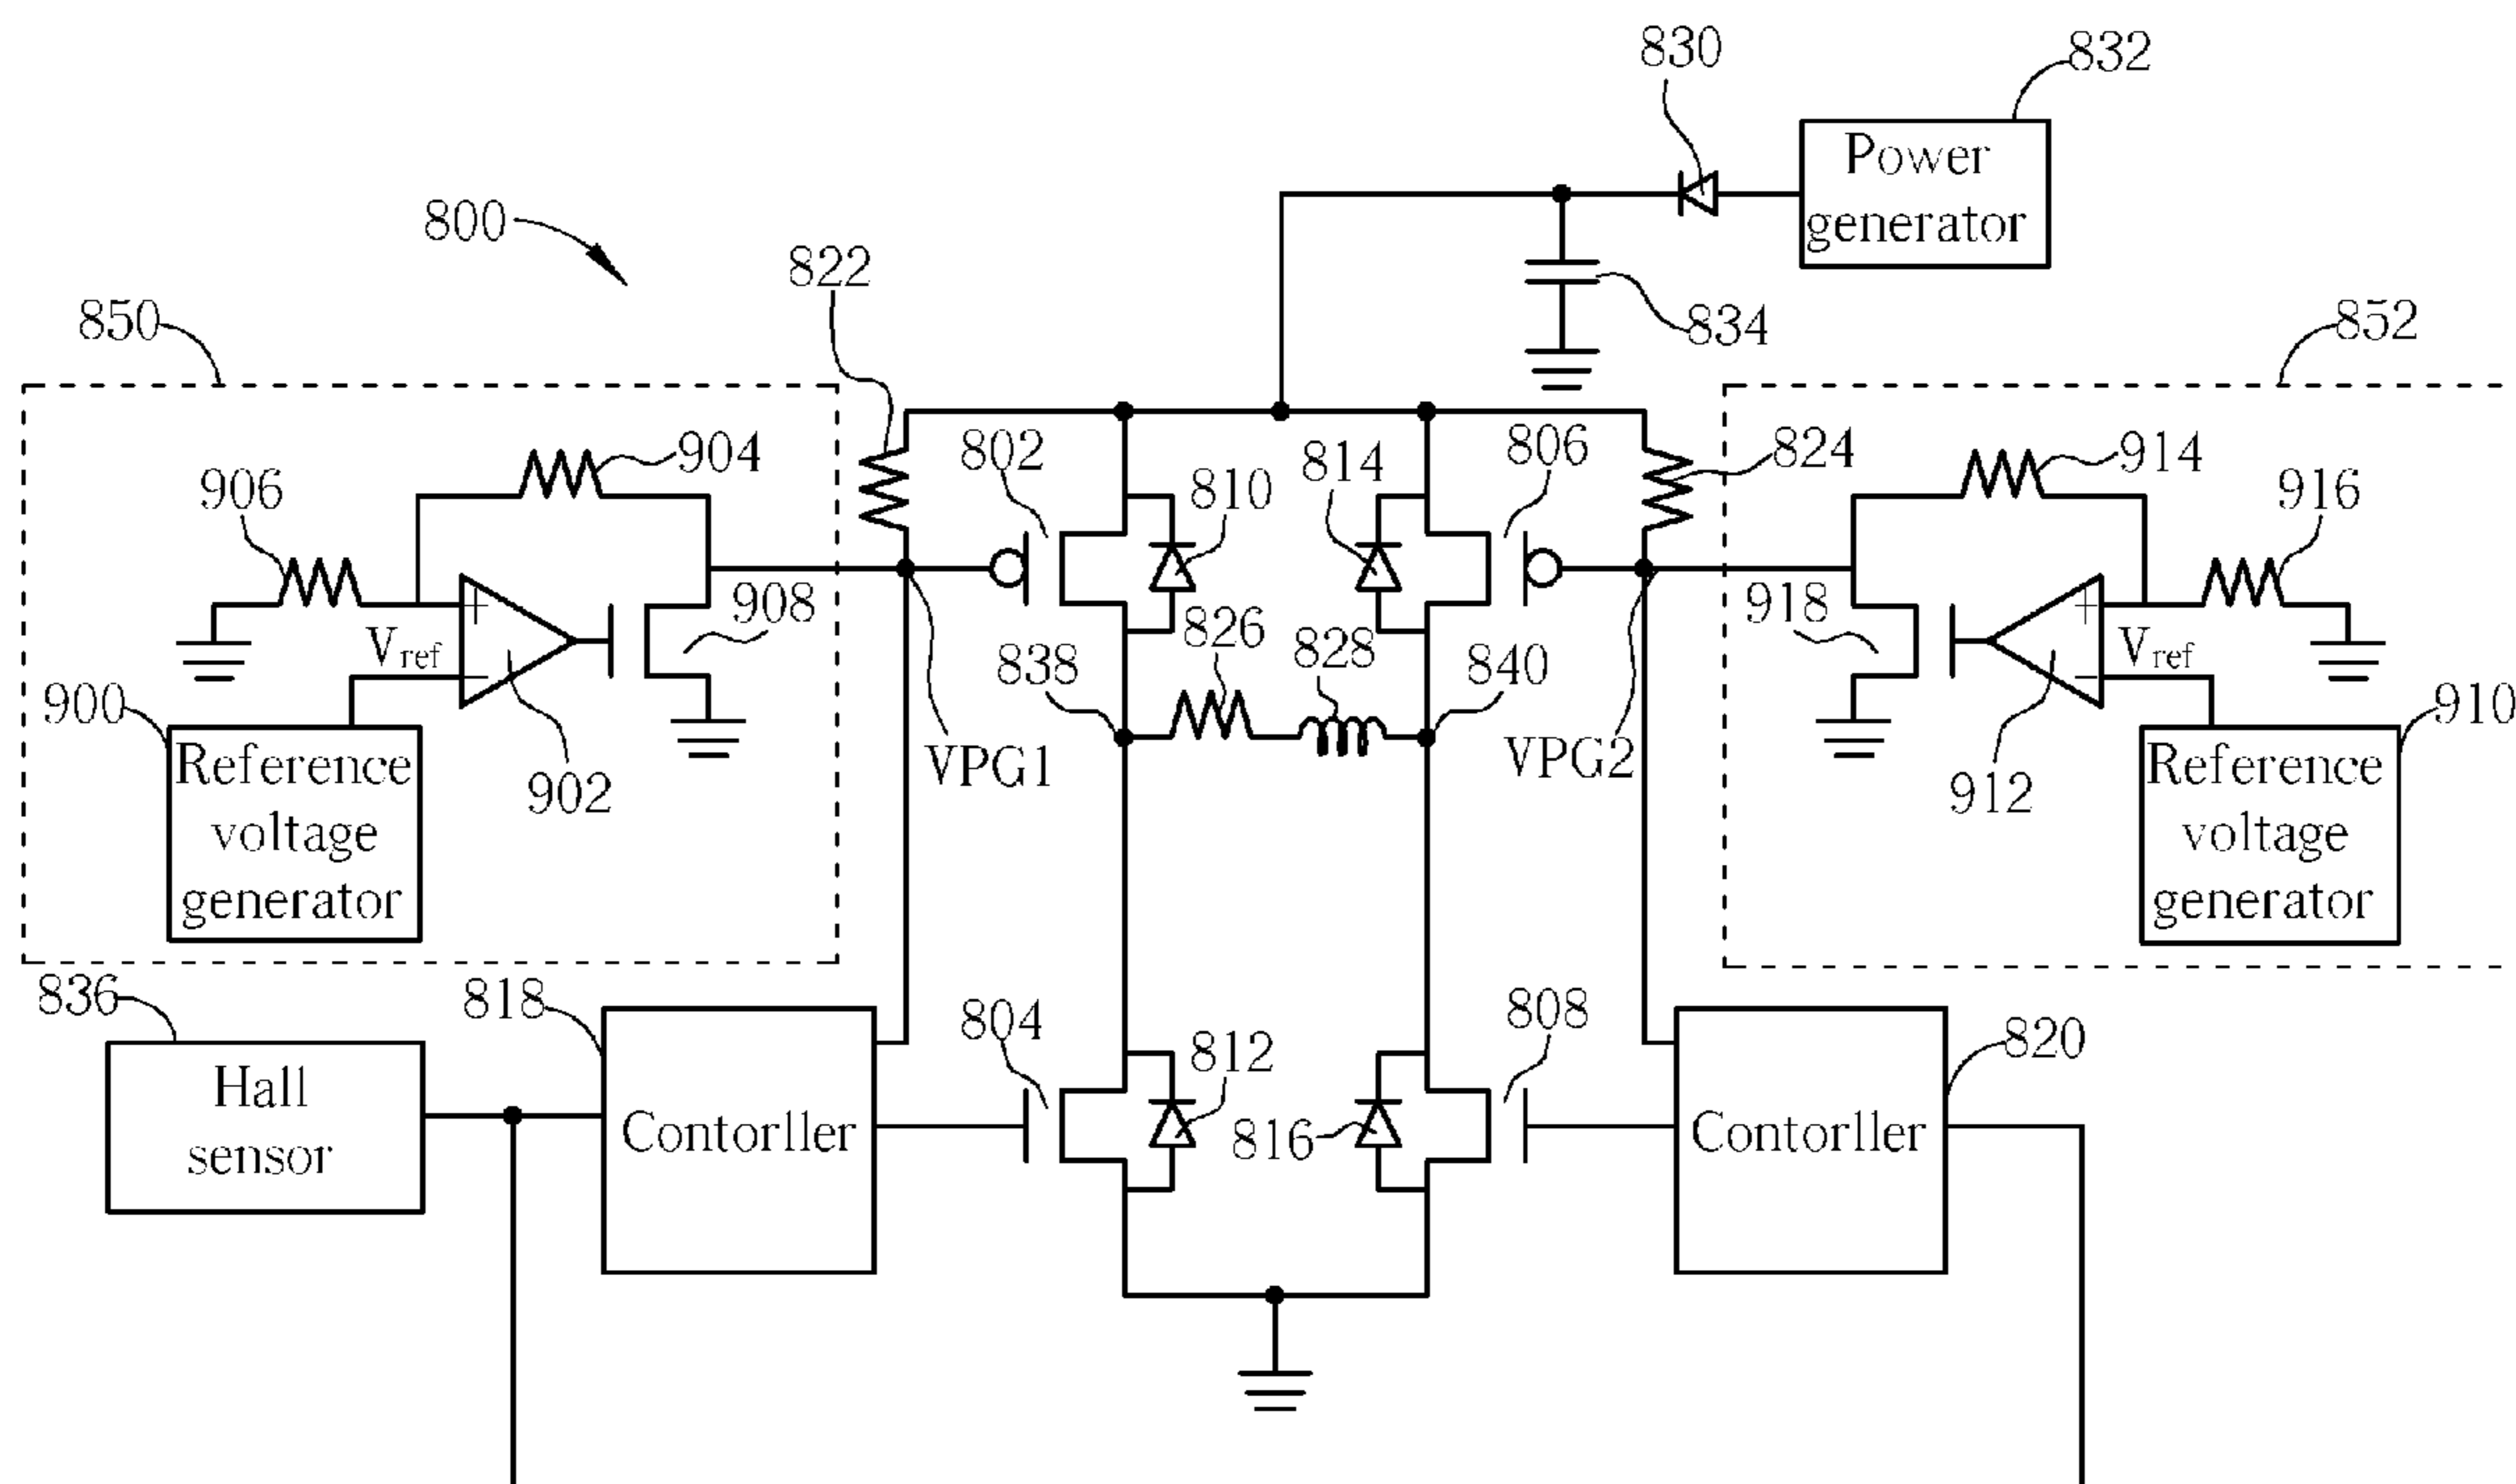 830
832
Power
generator
800
822
834
850
852
904
906
802
810
814
806
824
914
916
908
918
+
Vref
−
+
Vref
−
826
828
838
840
900
910
Reference
voltage
generator
902
VPG1
VPG2
912
Reference
voltage
generator
836
818
804
808
820
812
816
Hall
sensor
Contorller
Contorller